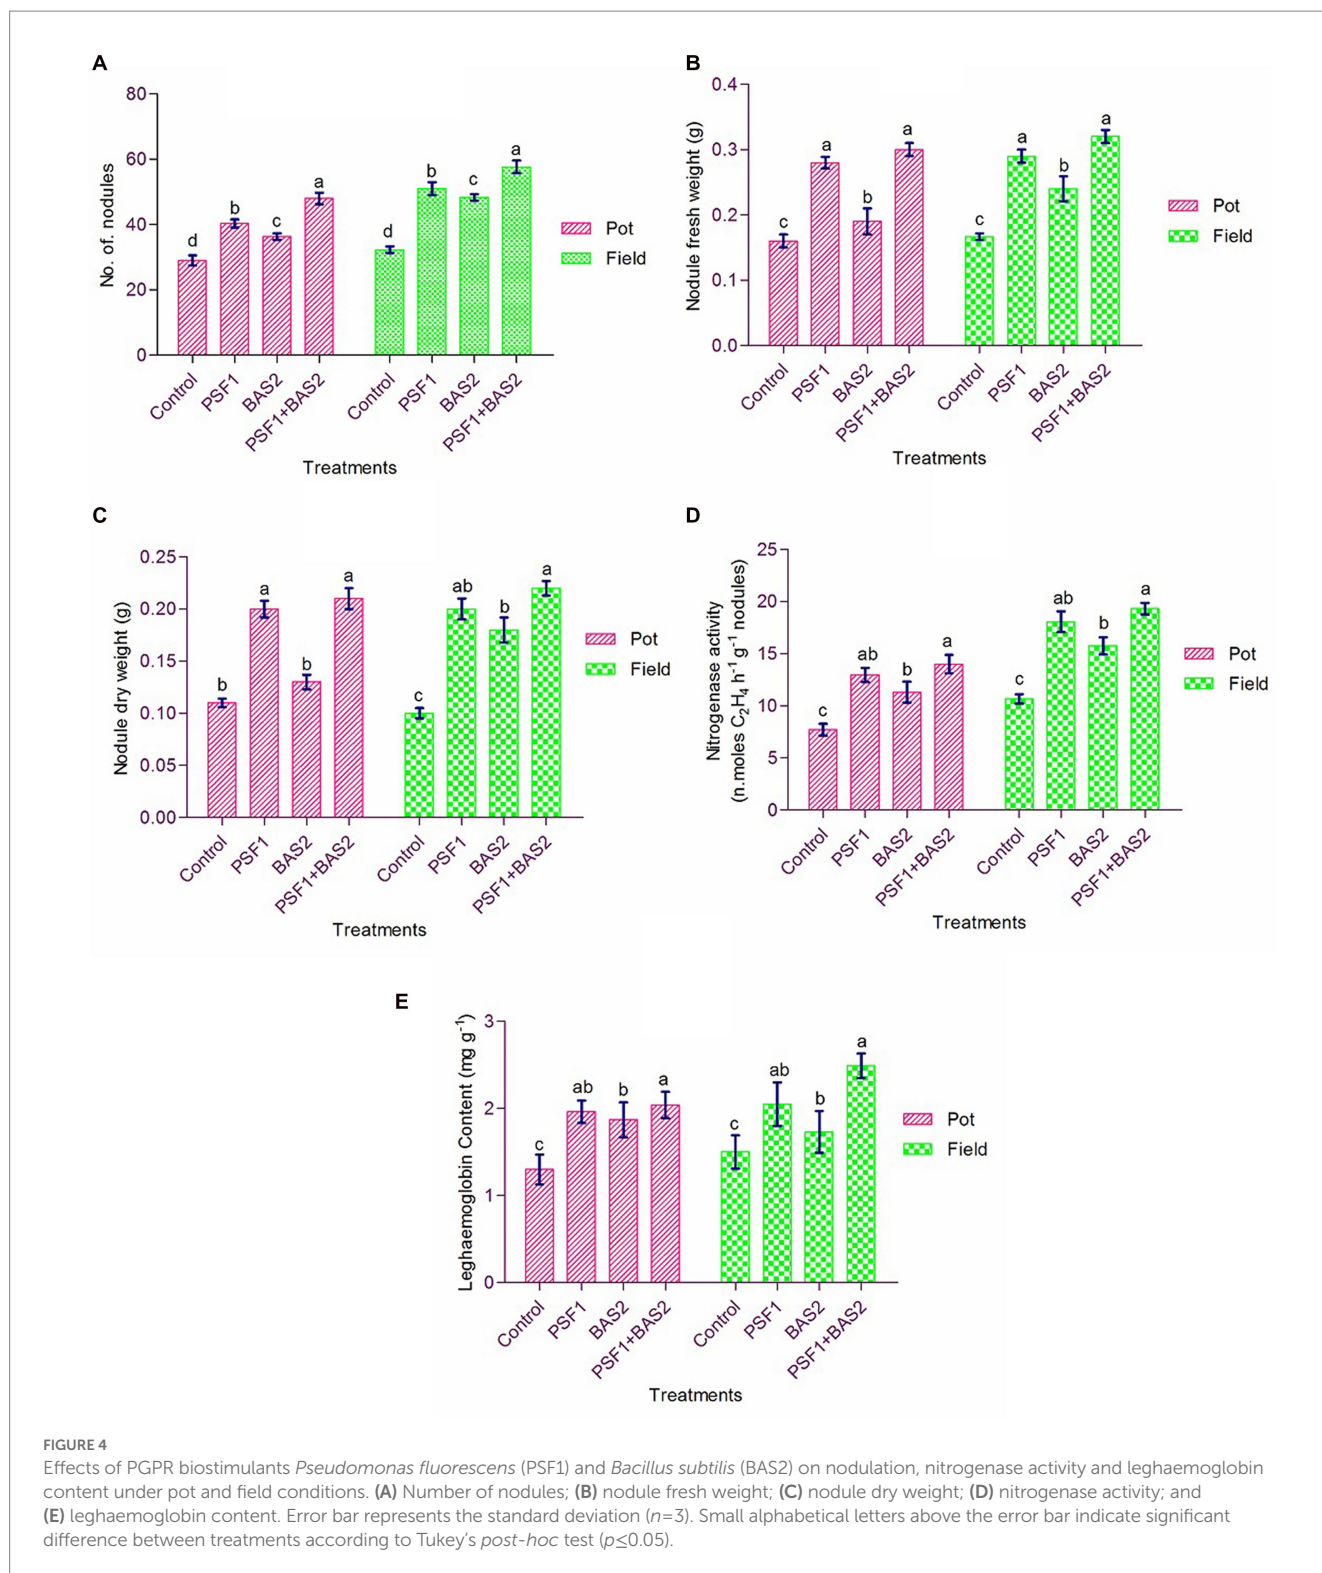 A
80
60
40
20
0
No. of. nodules
d
b
c
a
d
b
c
a
Control
PSF1
BAS2
PSF1+BAS2
Control
PSF1
BAS2
PSF1+BAS2
Treatments
Pot
Field
B
0.4
0.3
0.2
0.1
0.0
Nodule fresh weight (g)
c
a
b
a
c
a
b
a
Control
PSF1
BAS2
PSF1+BAS2
Control
PSF1
BAS2
PSF1+BAS2
Treatments
Pot
Field
C
0.25
0.20
0.15
0.10
0.05
0.00
Nodule dry weight (g)
b
a
b
a
c
ab
b
a
Control
PSF1
BAS2
PSF1+BAS2
Control
PSF1
BAS2
PSF1+BAS2
Treatments
Pot
Field
D
25
20
15
10
5
0
Nitrogenase activity
(n.moles C₂H₄ h⁻¹ g⁻¹ nodules)
c
ab
b
a
c
ab
b
a
Control
PSF1
BAS2
PSF1+BAS2
Control
PSF1
BAS2
PSF1+BAS2
Treatments
Pot
Field
E
3
2
1
0
Leghaemoglobin Content (mg g⁻¹)
c
ab
b
a
c
ab
b
a
Control
PSF1
BAS2
PSF1+BAS2
Control
PSF1
BAS2
PSF1+BAS2
Treatments
Pot
Field
FIGURE 4
Effects of PGPR biostimulants Pseudomonas fluorescens (PSF1) and Bacillus subtilis (BAS2) on nodulation, nitrogenase activity and leghaemoglobin
content under pot and field conditions. (A) Number of nodules; (B) nodule fresh weight; (C) nodule dry weight; (D) nitrogenase activity; and
(E) leghaemoglobin content. Error bar represents the standard deviation (n=3). Small alphabetical letters above the error bar indicate significant
difference between treatments according to Tukey's post-hoc test (p≤0.05).